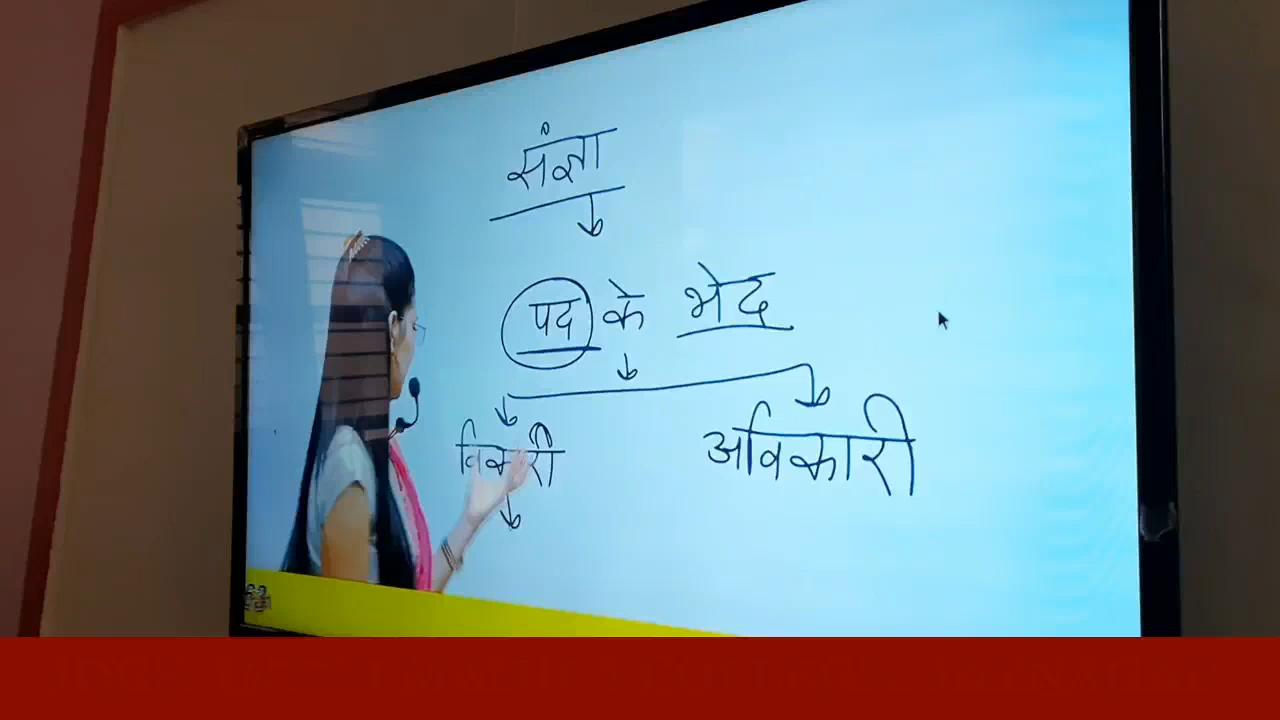 संज्ञा
पद के भेद
विकारी अविकारी